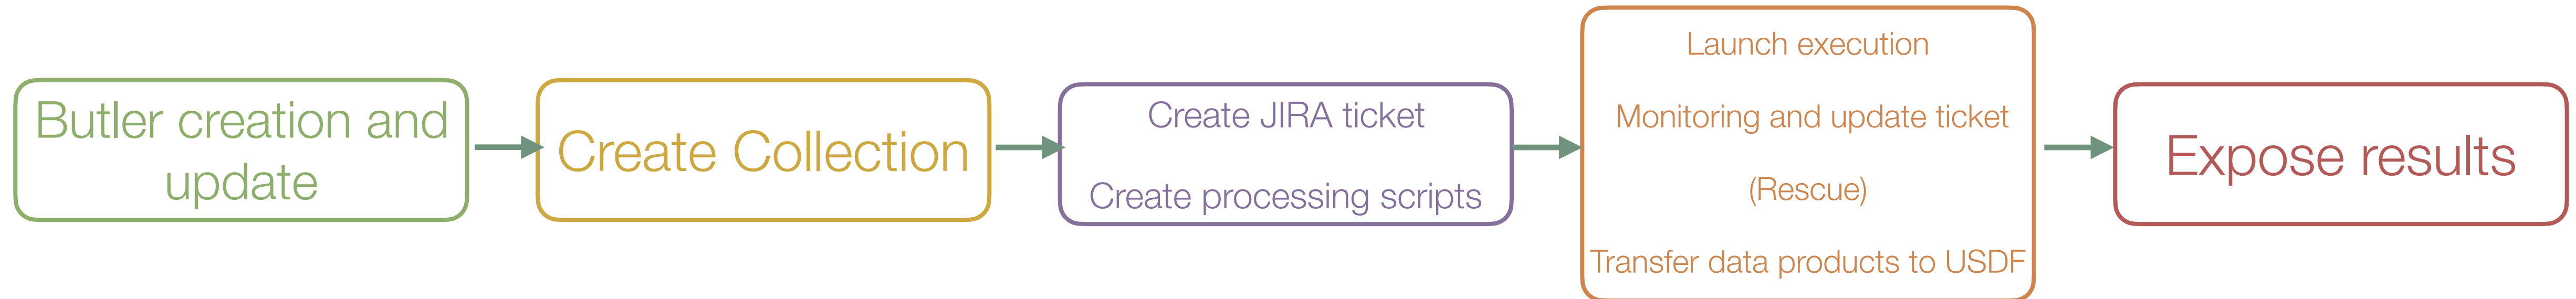 Butler creation and
update
Create Collection
Create JIRA ticket
Create processing scripts
Launch execution
Monitoring and update ticket
(Rescue)
Transfer data products to USDF
Expose results